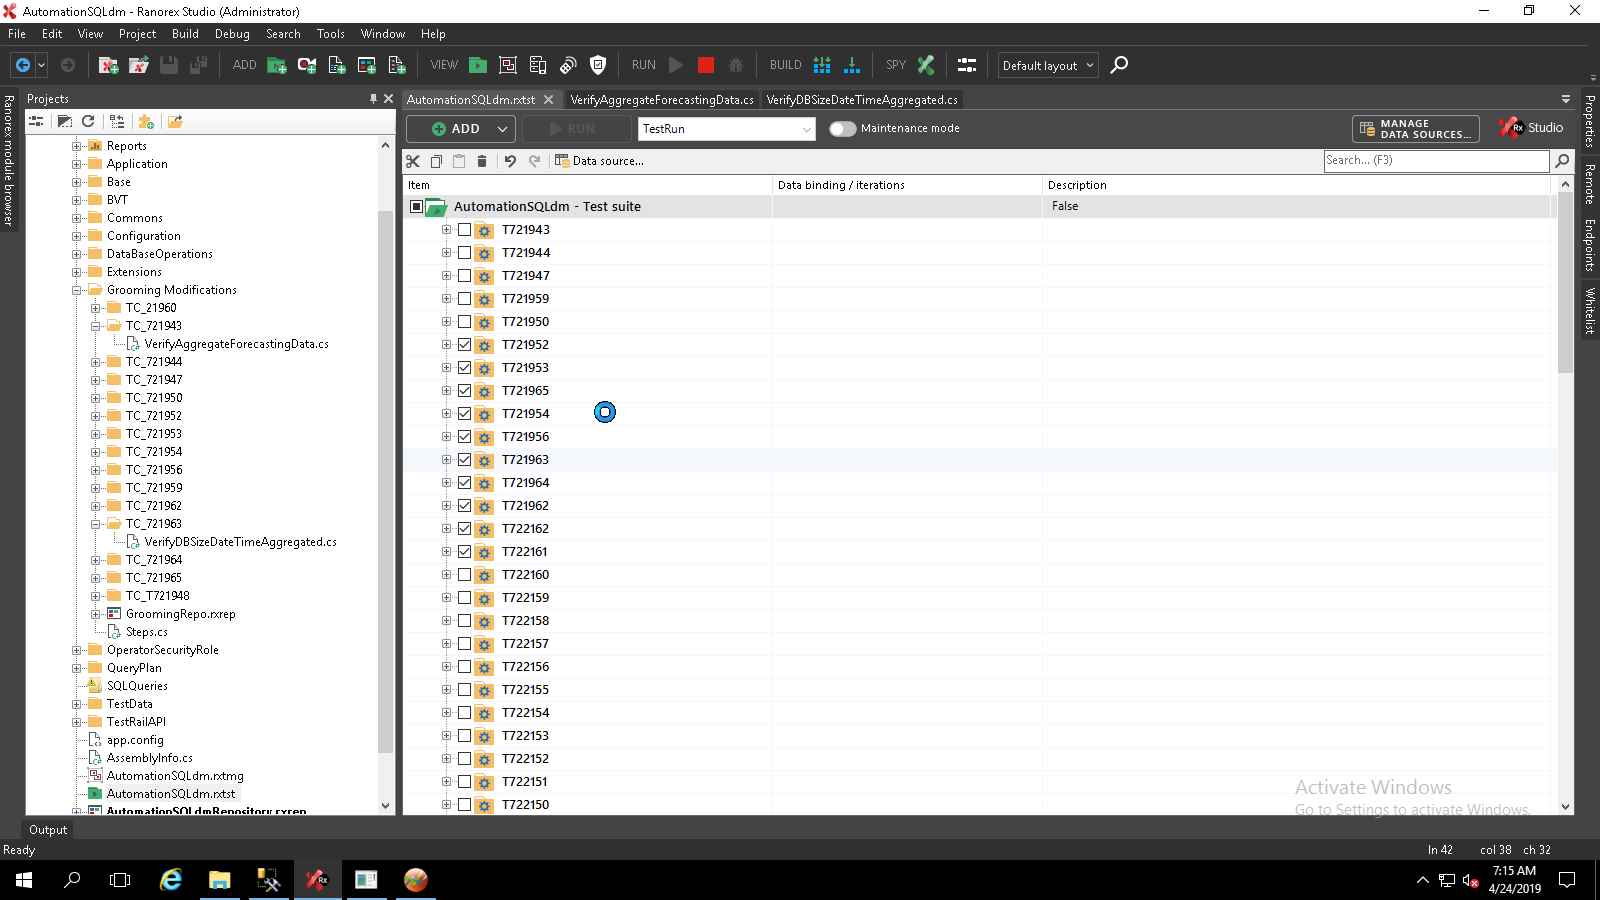 AutomationSQLdm - Ranorex Studio (Administrator)
File Edit View Project Build Debug Search Tools Window Help
ADD VIEW RUN BUILD SPY Default layout
Ranorex module browser
Projects
Reports
Application
Base
BVT
Commons
Configuration
DataBaseOperations
Extensions
Grooming Modifications
TC_21960
TC_721943
VerifyAggregateForecastingData.cs
TC_721944
TC_721947
TC_721950
TC_721952
TC_721953
TC_721954
TC_721956
TC_721959
TC_721962
TC_721963
VerifyDBSizeDateTimeAggregated.cs
TC_721964
TC_721965
TC_T721948
GroomingRepo.rxrep
Steps.cs
OperatorSecurityRole
QueryPlan
SQLQueries
TestData
TestRailAPI
app.config
AssemblyInfo.cs
AutomationSQLdm.rxtmg
AutomationSQLdm.rxtst
AutomationSQLdmRepository.rxrep
AutomationSQLdm.rxtst VerifyAggregateForecastingData.cs VerifyDBSizeDateTimeAggregated.cs
ADD RUN TestRun Maintenance mode MANAGE DATA SOURCES... Rx Studio
Data source... Search... (F3)
Item Data binding / iterations Description
AutomationSQLdm - Test suite False
T721943
T721944
T721947
T721959
T721950
T721952
T721953
T721965
T721954
T721956
T721963
T721964
T721962
T722162
T722161
T722160
T722159
T722158
T722157
T722156
T722155
T722154
T722153
T722152
T722151
T722150
Properties
Remote
Endpoints
Whitelist
Activate Windows
Go to Settings to activate Windows.
Output
Ready ln 42 col 38 ch 32
Rx
7:15 AM
4/24/2019